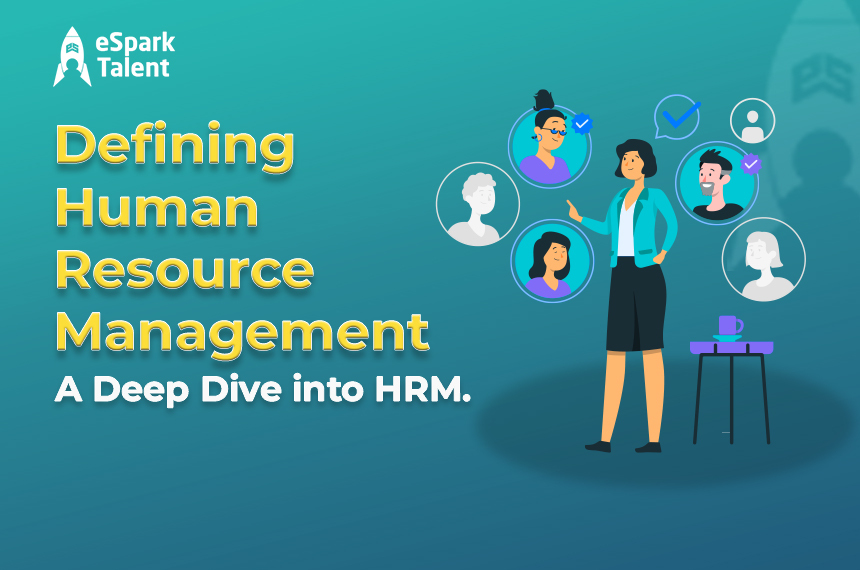 eSpark
Talent
Defining
Human
Resource
Management
A Deep Dive into HRM.